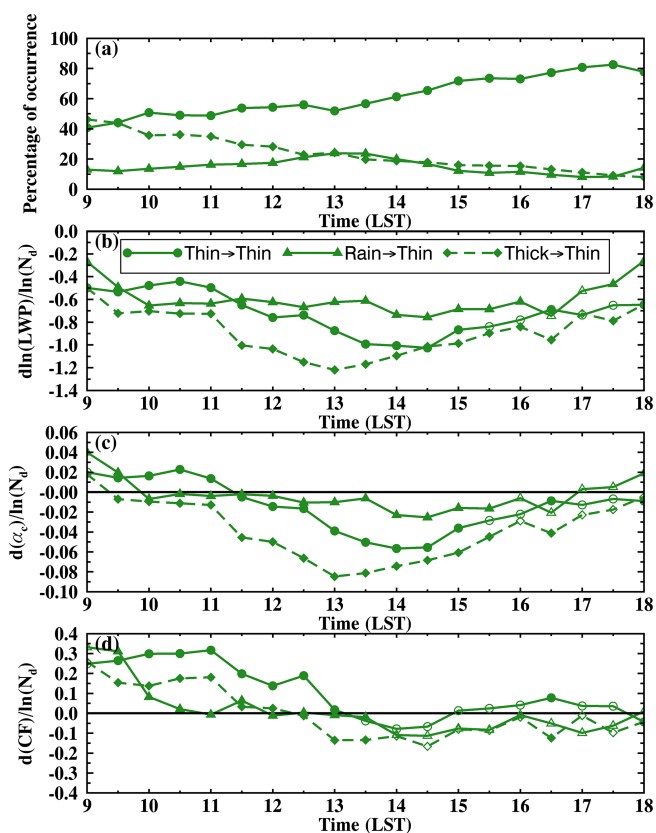 (a)
Percentage of occurrence
100
80
60
40
20
0
9 10 11 12 13 14 15 16 17 18
Time (LST)
(b)
dln(LWP)/ln(N_d)
0.0
-0.2
-0.4
-0.6
-0.8
-1.0
-1.2
-1.4
Thin→Thin Rain→Thin Thick→Thin
9 10 11 12 13 14 15 16 17 18
Time (LST)
(c)
d(α_c)/ln(N_d)
0.06
0.04
0.02
-0.00
-0.02
-0.04
-0.06
-0.08
-0.10
9 10 11 12 13 14 15 16 17 18
Time (LST)
(d)
d(CF)/ln(N_d)
0.4
0.3
0.2
0.1
0.0
-0.1
-0.2
-0.3
-0.4
9 10 11 12 13 14 15 16 17 18
Time (LST)